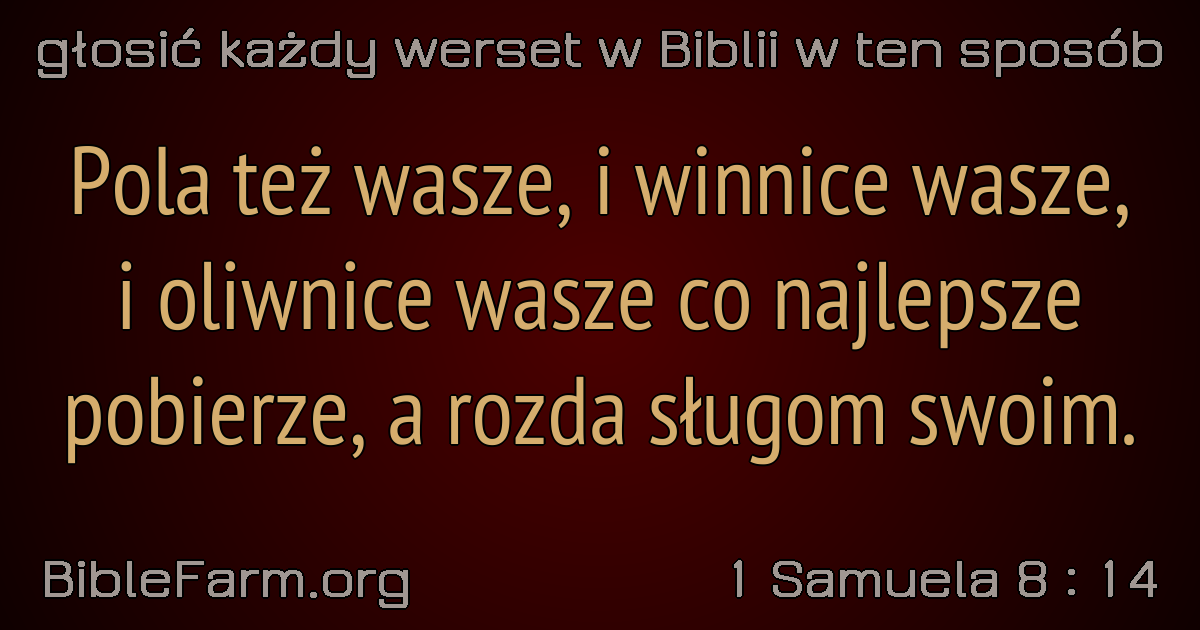 głosić każdy werset w Biblii w ten sposób
Pola też wasze, i winnice wasze,
i oliwnice wasze co najlepsze
pobierze, a rozda sługom swoim.
BibleFarm.org
1 Samuela 8 : 14